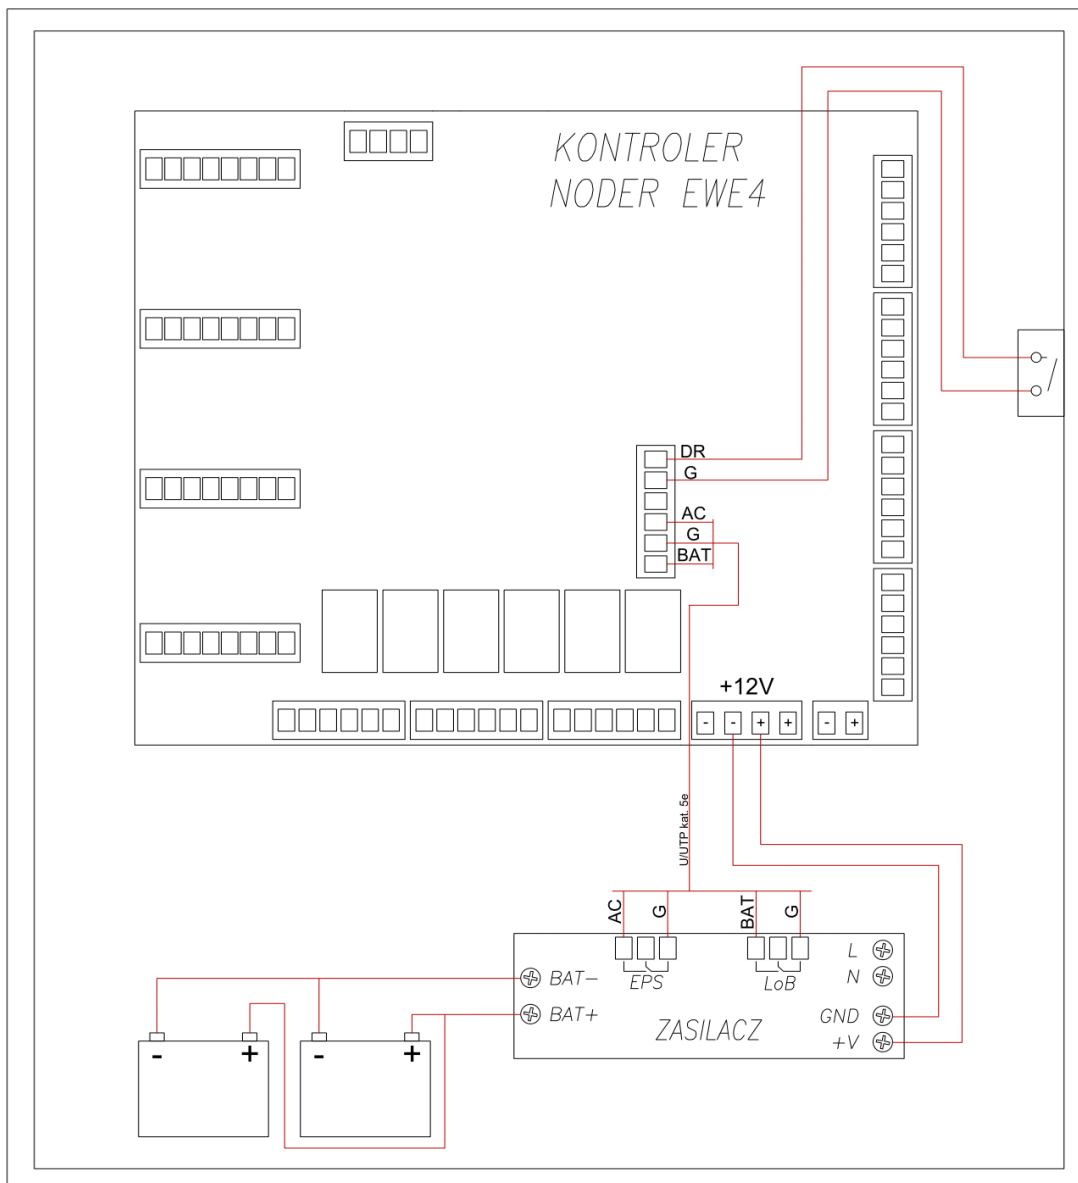 KONTROLER
NODER EWE4
DR
G
AC
G
BAT
+12V
- - + +
- +
U/UTP kat. 5e
AC
G
BAT
G
EPS
LoB
L
N
GND
+V
BAT-
BAT+
ZASILACZ
- +
- +